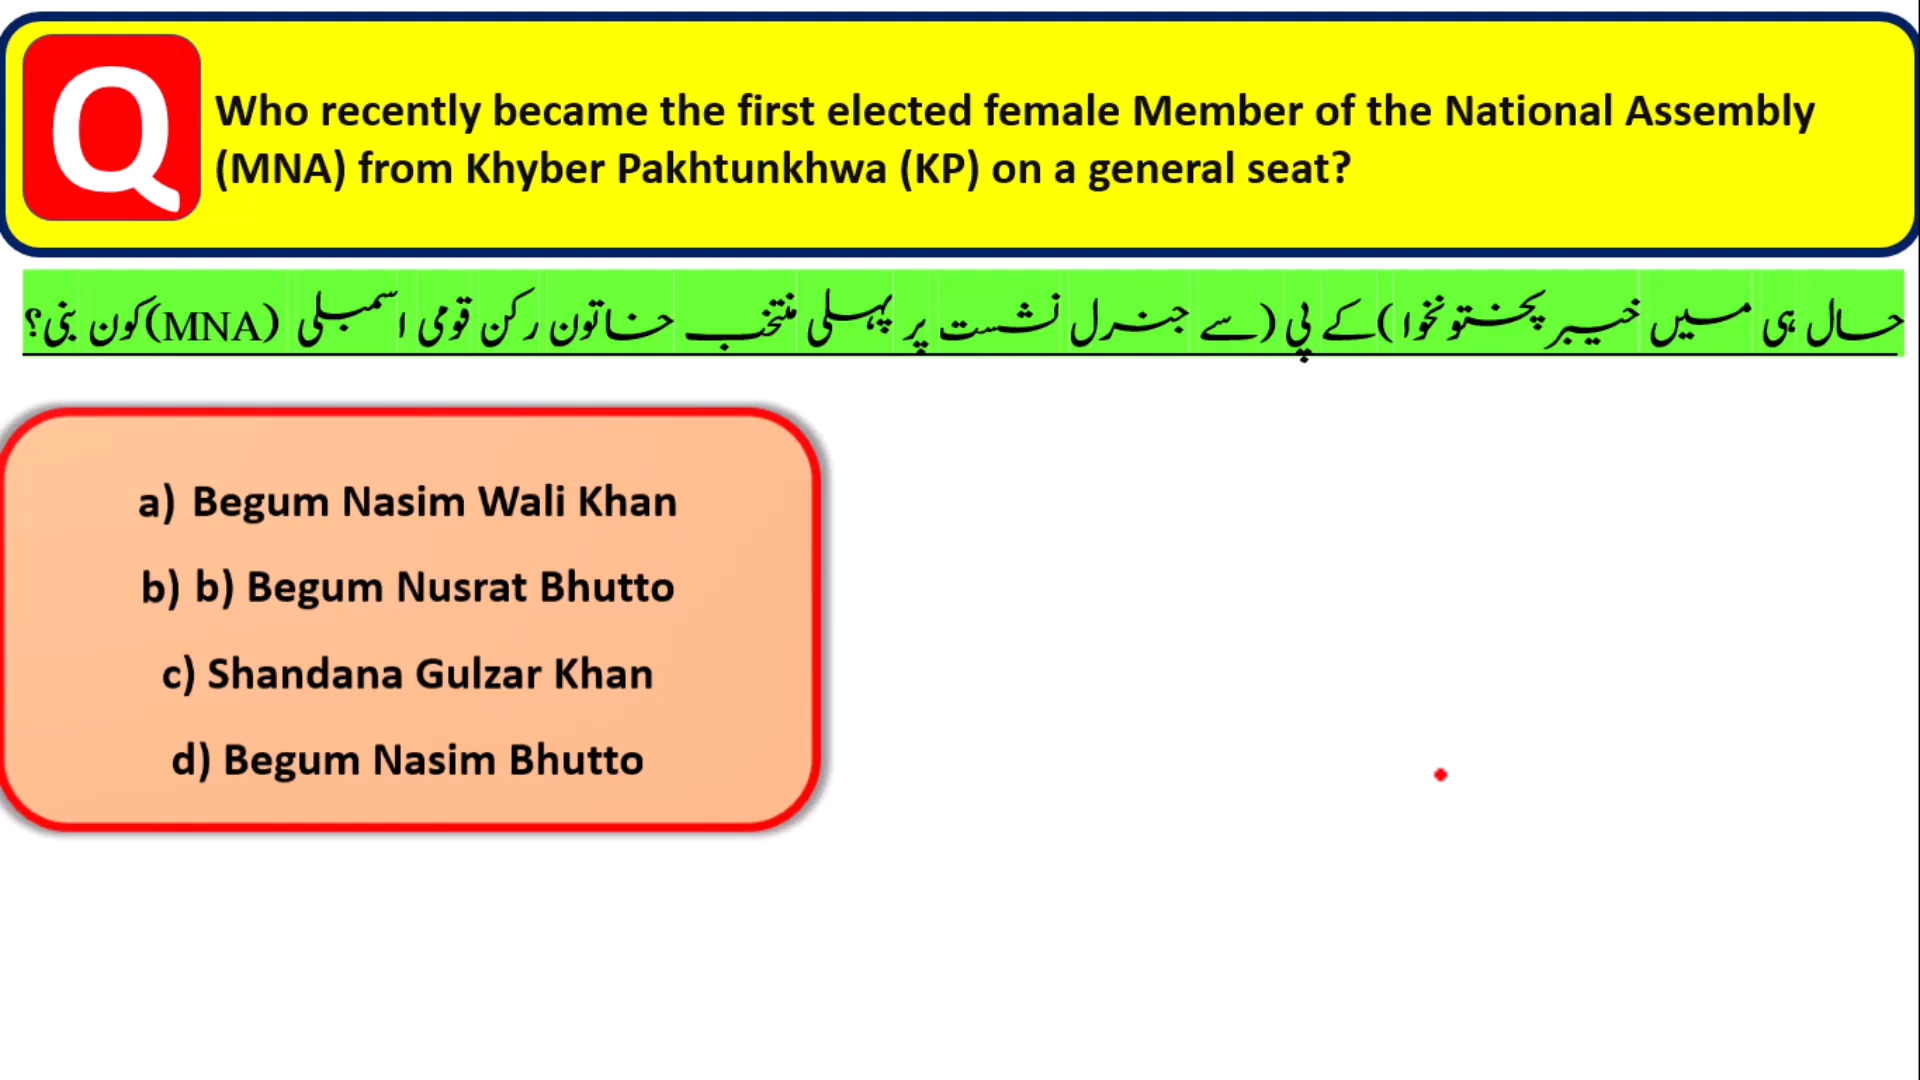 Q
Who recently became the first elected female Member of the National Assembly
(MNA) from Khyber Pakhtunkhwa (KP) on a general seat?
حال ہی میں خیبر پختونخوا )کے پی (سے جنرل نشست پر پہلی منتخب خاتون رکن قومی اسمبلی (MNA)کون بنی؟
a) Begum Nasim Wali Khan
b) b) Begum Nusrat Bhutto
c) Shandana Gulzar Khan
d) Begum Nasim Bhutto